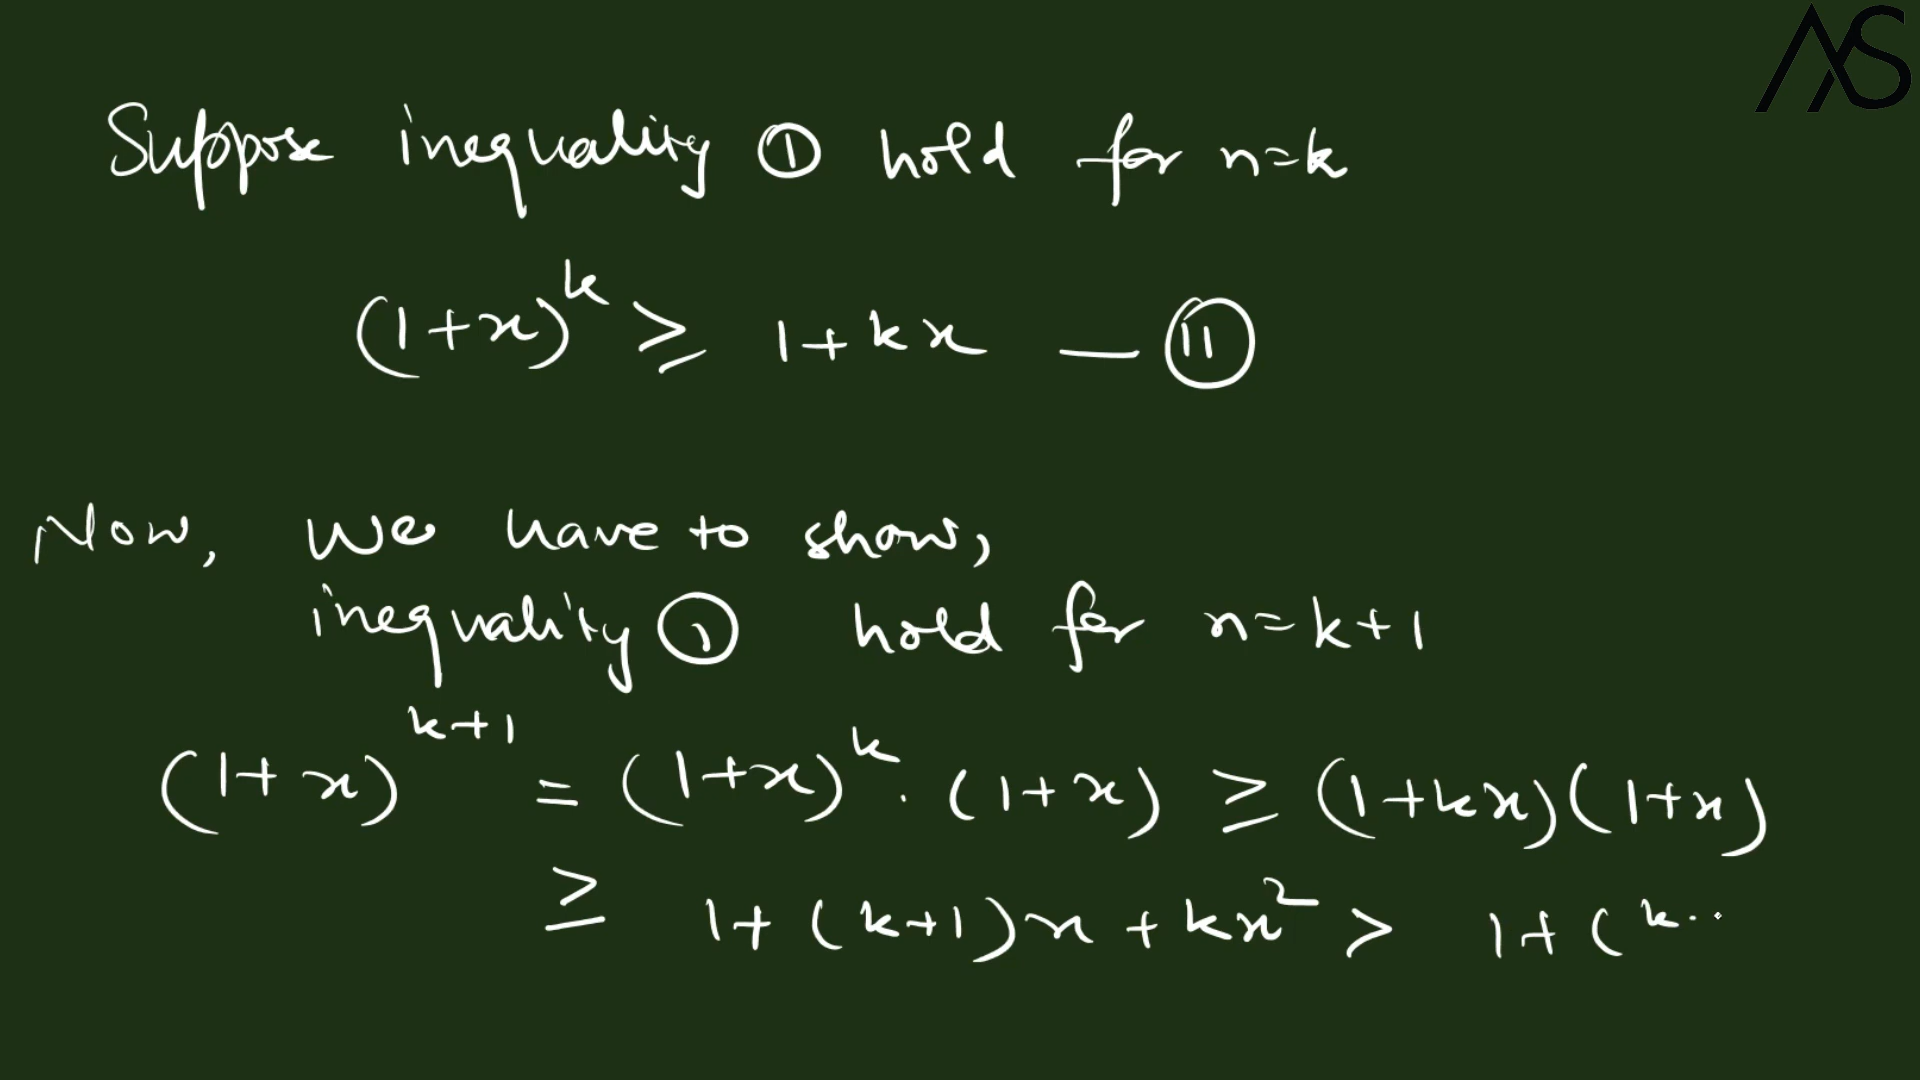 AS
Suppose inequality ① hold for n=k
(1+x)^k ≥ 1+kx — Ⓘ Ⓘ
Now, we have to show,
inequality ① hold for n=k+1
(1+x)^{k+1} = (1+x)^k . (1+x) ≥ (1+kx)(1+x)
≥ 1+(k+1)x+kx² > 1+(k..